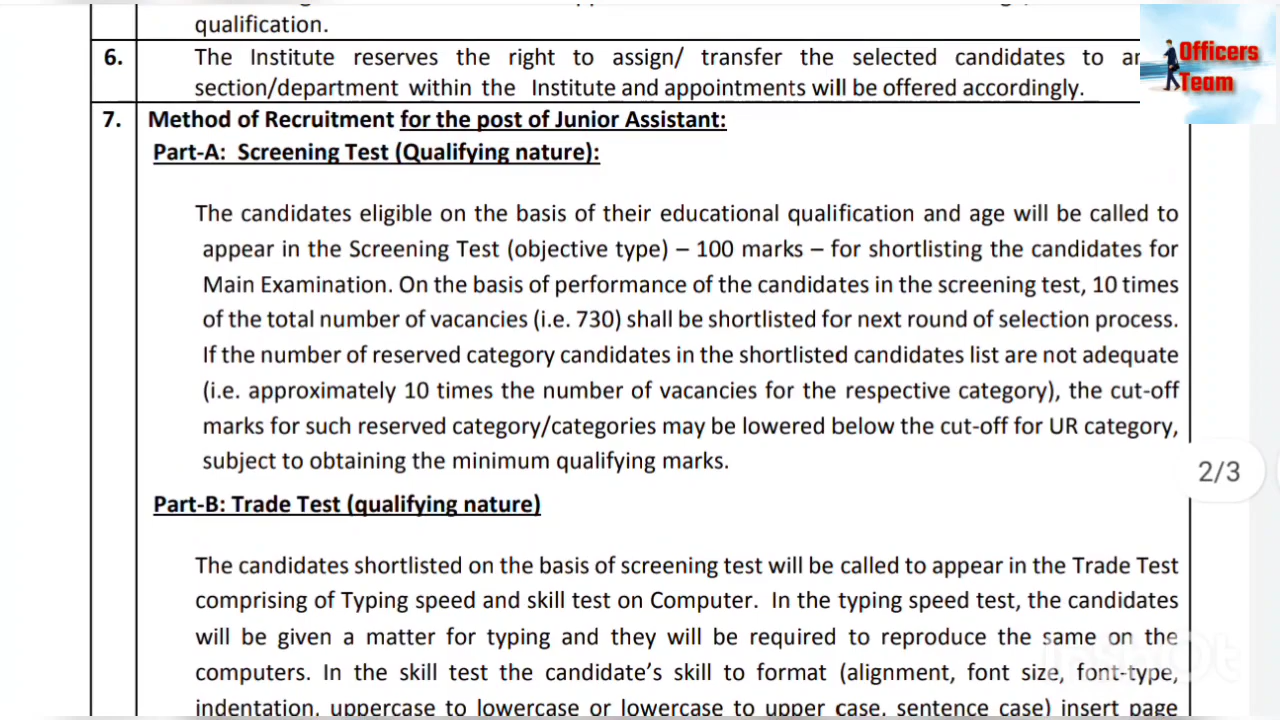 qualification.
6. The Institute reserves the right to assign/ transfer the selected candidates to
section/department within the Institute and appointments will be offered accordingly.
Officers
Team
7. Method of Recruitment for the post of Junior Assistant:
Part-A: Screening Test (Qualifying nature):
The candidates eligible on the basis of their educational qualification and age will be called to
appear in the Screening Test (objective type) – 100 marks – for shortlisting the candidates for
Main Examination. On the basis of performance of the candidates in the screening test, 10 times
of the total number of vacancies (i.e. 730) shall be shortlisted for next round of selection process.
If the number of reserved category candidates in the shortlisted candidates list are not adequate
(i.e. approximately 10 times the number of vacancies for the respective category), the cut-off
marks for such reserved category/categories may be lowered below the cut-off for UR category,
subject to obtaining the minimum qualifying marks.
2/3
Part-B: Trade Test (qualifying nature)
The candidates shortlisted on the basis of screening test will be called to appear in the Trade Test
comprising of Typing speed and skill test on Computer. In the typing speed test, the candidates
will be given a matter for typing and they will be required to reproduce the same on the
computers. In the skill test the candidate's skill to format (alignment, font size, font-type,
indentation, uppercase to lowercase or lowercase to upper case, sentence case) insert page